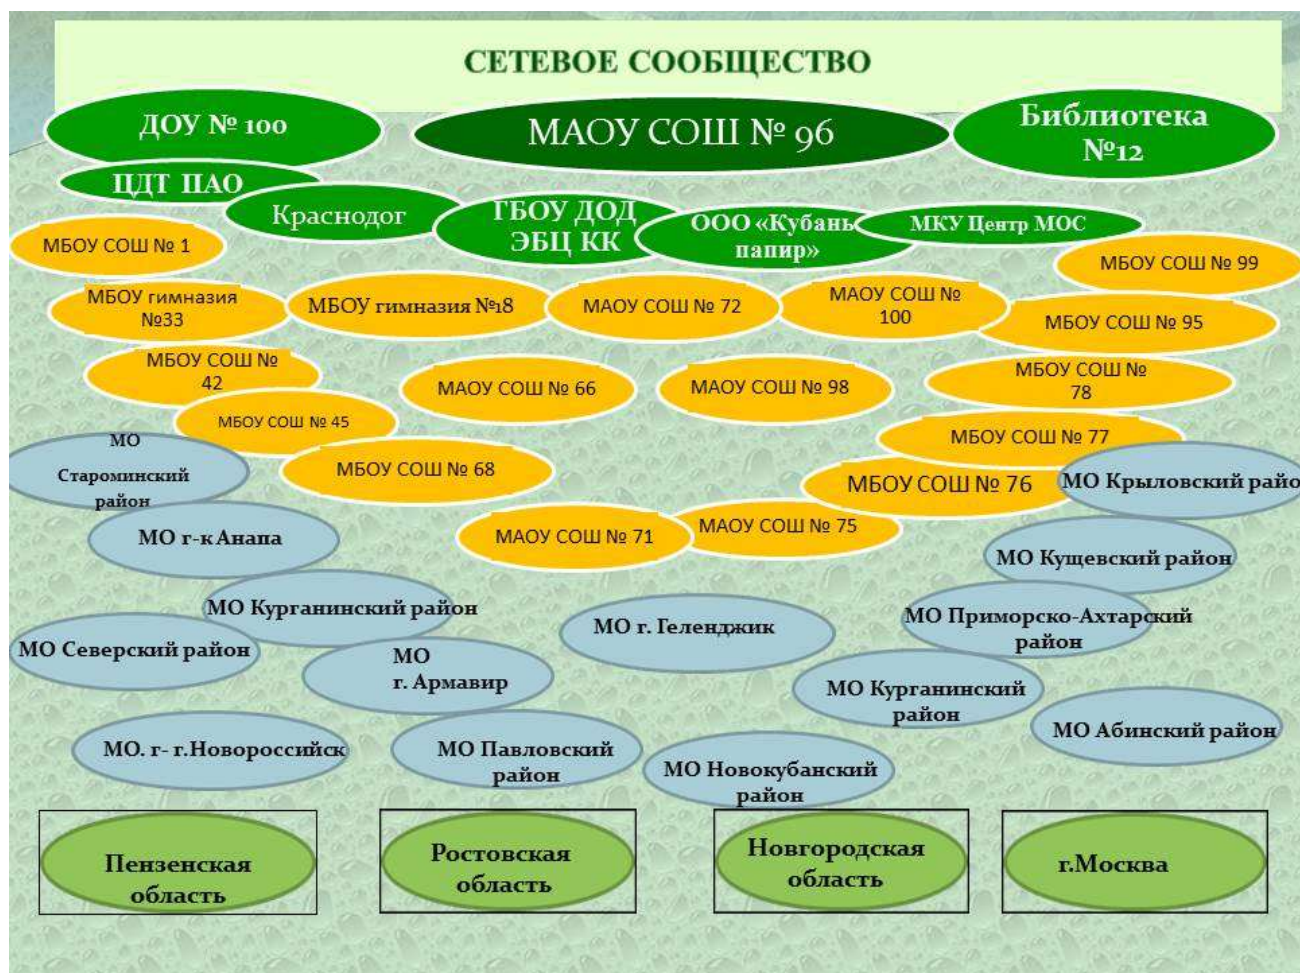 СЕТЕВОЕ СООБЩЕСТВО
ДОУ № 100
МАОУ СОШ № 96
Библиотека
№12
ЦДТ ПАО
Краснодог
ГБОУ ДОД
ЭБЦ КК
ООО «Кубань
папир»
МКУ Центр МОС
МБОУ СОШ № 1
МБОУ СОШ № 99
МБОУ гимназия
№33
МБОУ гимназия №18
МАОУ СОШ № 72
МАОУ СОШ №
100
МБОУ СОШ № 95
МБОУ СОШ №
42
МАОУ СОШ № 66
МАОУ СОШ № 98
МБОУ СОШ №
78
МБОУ СОШ № 45
МБОУ СОШ № 77
МО
Староминский
район
МБОУ СОШ № 68
МБОУ СОШ № 76
МО Крыловский райо
МО г-к Анапа
МАОУ СОШ № 71
МАОУ СОШ № 75
МО Кущевский район
МО Курганинский район
МО г. Геленджик
МО Приморско-Ахтарский
район
МО Северский район
МО
г. Армавир
МО Курганинский
район
МО Абинский район
МО. г- г.Новороссийск
МО Павловский
район
МО Новокубанский
район
Пензенская
область
Ростовская
область
Новгородская
область
г.Москва